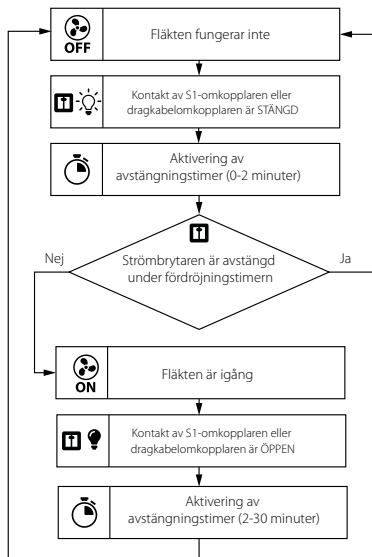 OFF
Fläkten fungerar inte
Kontakt av S1-omkopplaren eller
dragkabelomkopplaren är STÄNGD
Aktivering av
avstängningstimer (0-2 minuter)
Nej
Strömbrytaren är avstängd
under fördröjningstimern
Ja
ON
Fläkten är igång
Kontakt av S1-omkopplaren eller
dragkabelomkopplaren är ÖPPEN
Aktivering av
avstängningstimer (2-30 minuter)